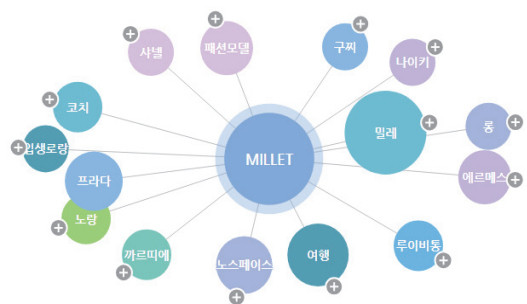 샤넬
패션모델
구찌
나이키
코치
밀레
롱
입생로랑
MILLET
프라다
에르메스
노랑
까르띠에
노스페이스
여행
루이비통